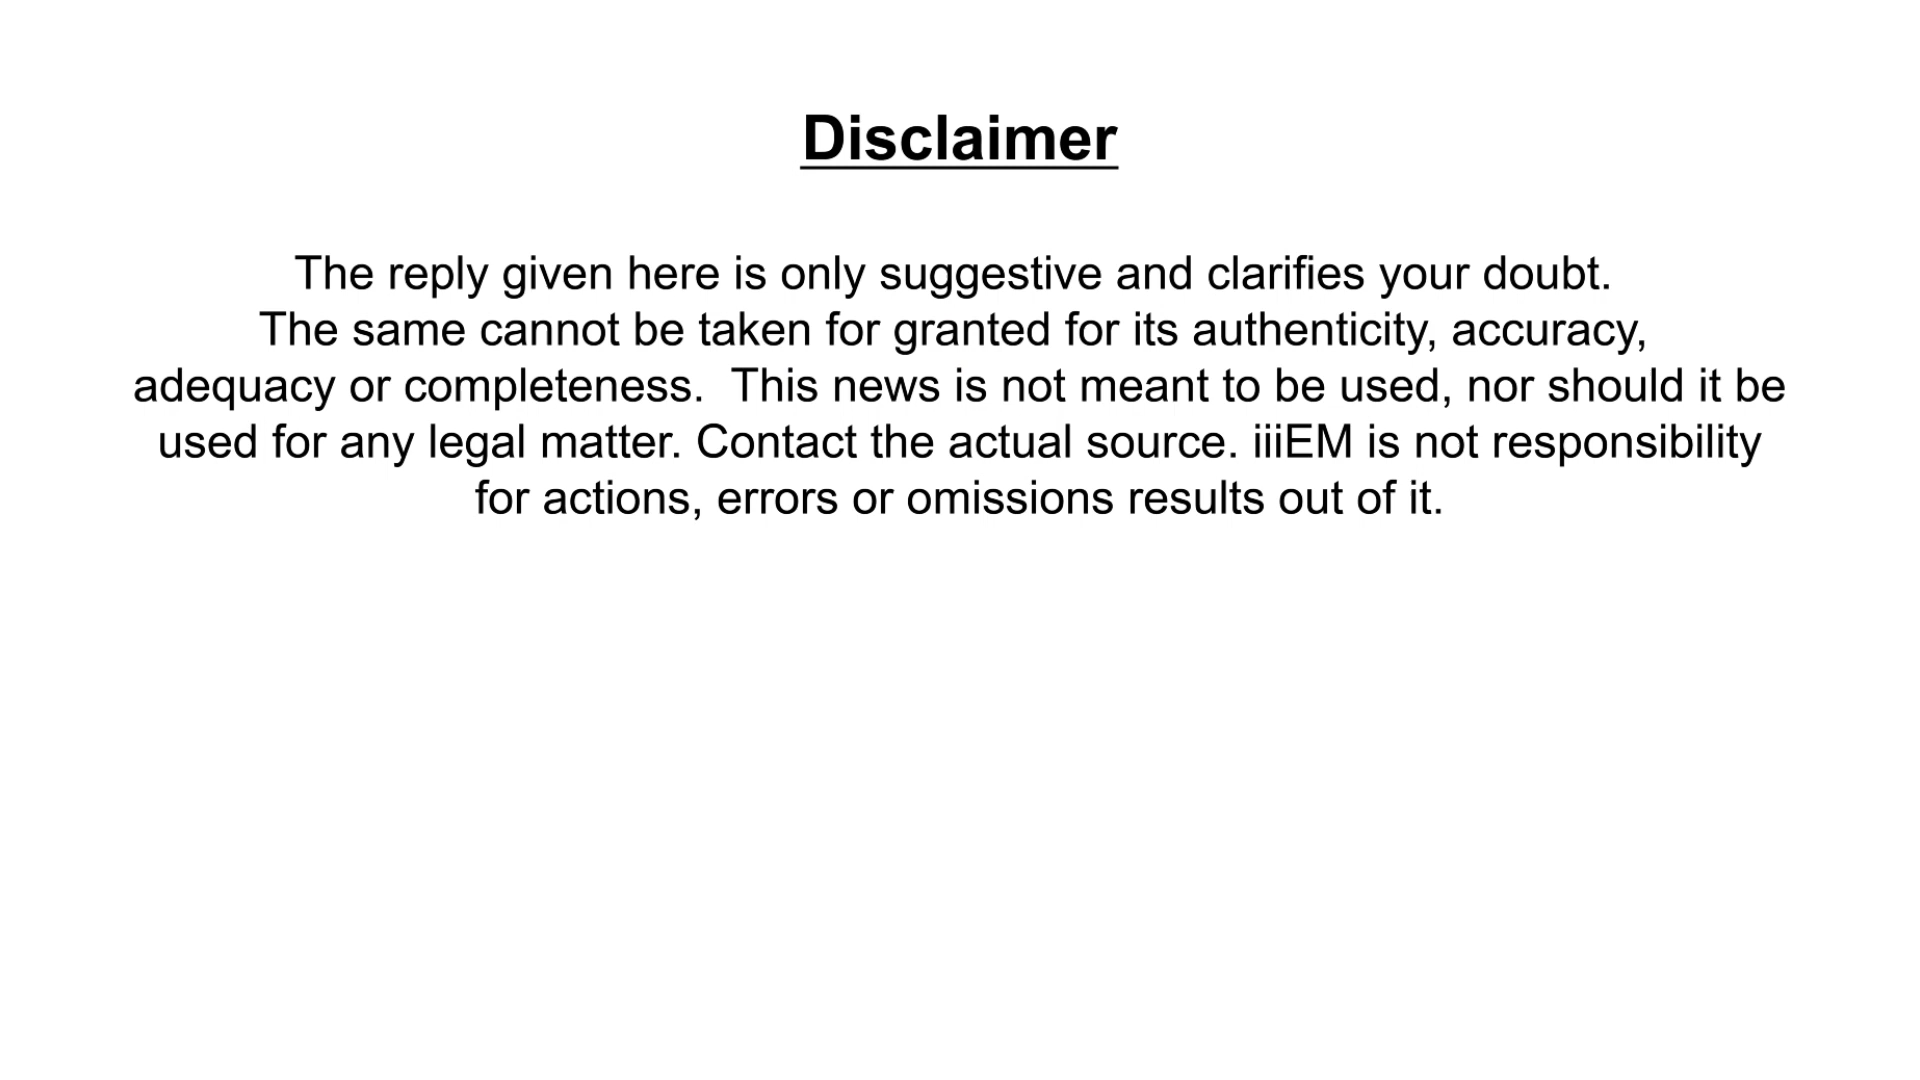 Disclaimer
The reply given here is only suggestive and clarifies your doubt.
The same cannot be taken for granted for its authenticity, accuracy,
adequacy or completeness.  This news is not meant to be used, nor should it be
used for any legal matter. Contact the actual source. iiiEM is not responsibility
for actions, errors or omissions results out of it.